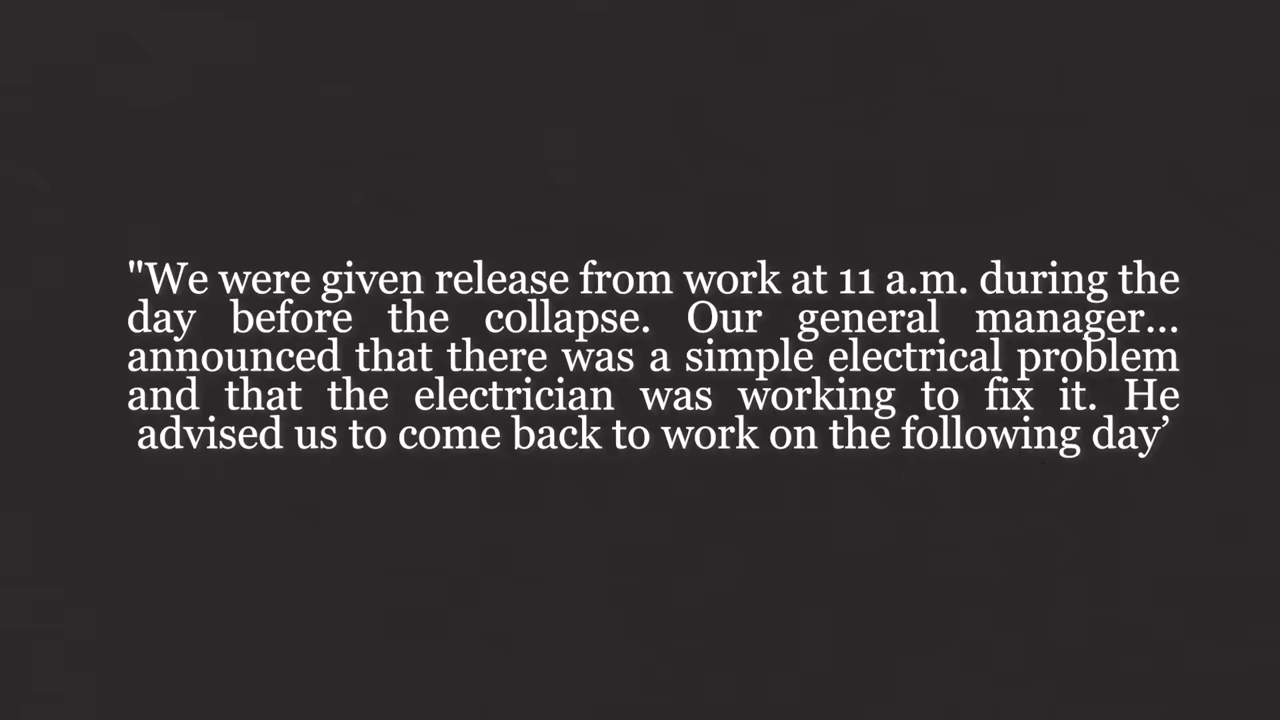 "We were given release from work at 11 a.m. during the
day before the collapse. Our general manager...
announced that there was a simple electrical problem
and that the electrician was working to fix it. He
advised us to come back to work on the following day’